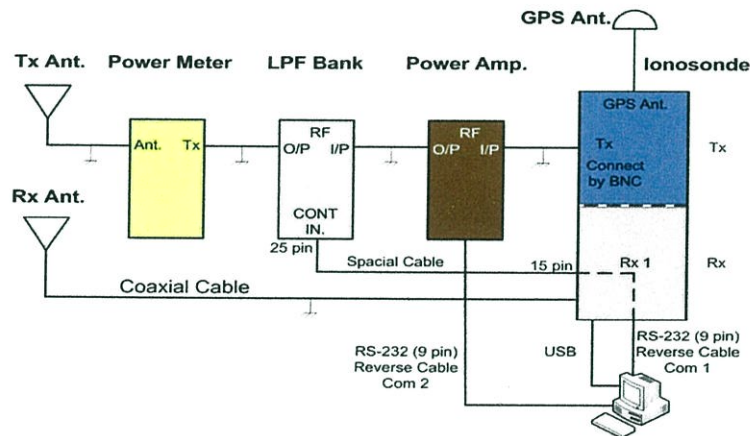 GPS Ant.
Tx Ant. Power Meter LPF Bank Power Amp. Ionosonde
GPS Ant.
Ant. Tx
RF
O/P I/P
RF
O/P I/P
Tx
Connect
by BNC
Tx
Rx Ant.
CONT
IN.
25 pin
Spacial Cable
15 pin
Rx 1
Rx
Coaxial Cable
RS-232 (9 pin)
Reverse Cable
Com 2
USB
RS-232 (9 pin)
Reverse Cable
Com 1